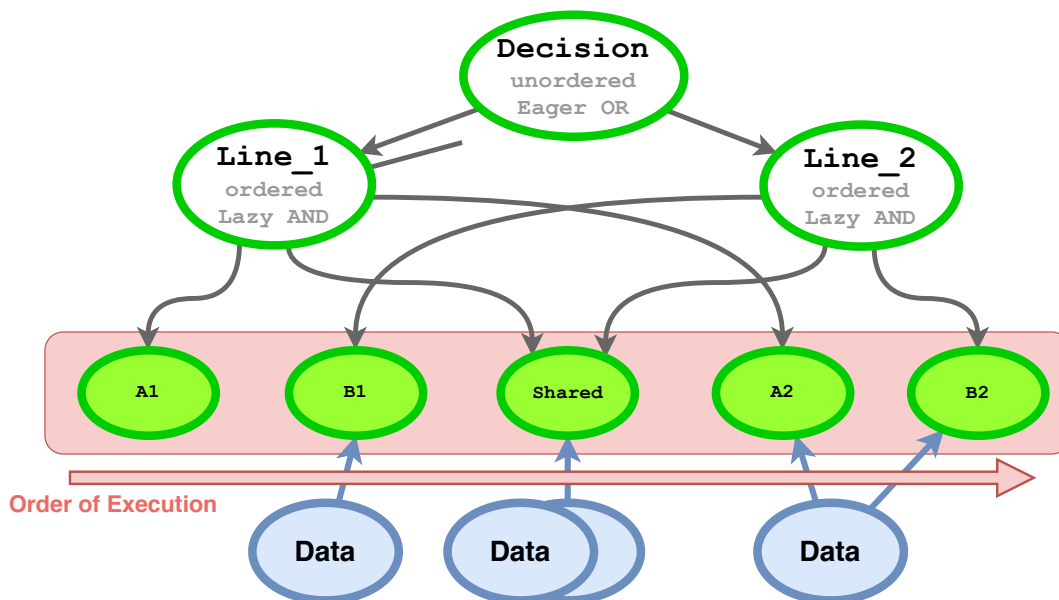 Decision
unordered
Eager OR
Line_1
ordered
Lazy AND
Line_2
ordered
Lazy AND
A1
B1
Shared
A2
B2
Order of Execution
Data
Data
Data